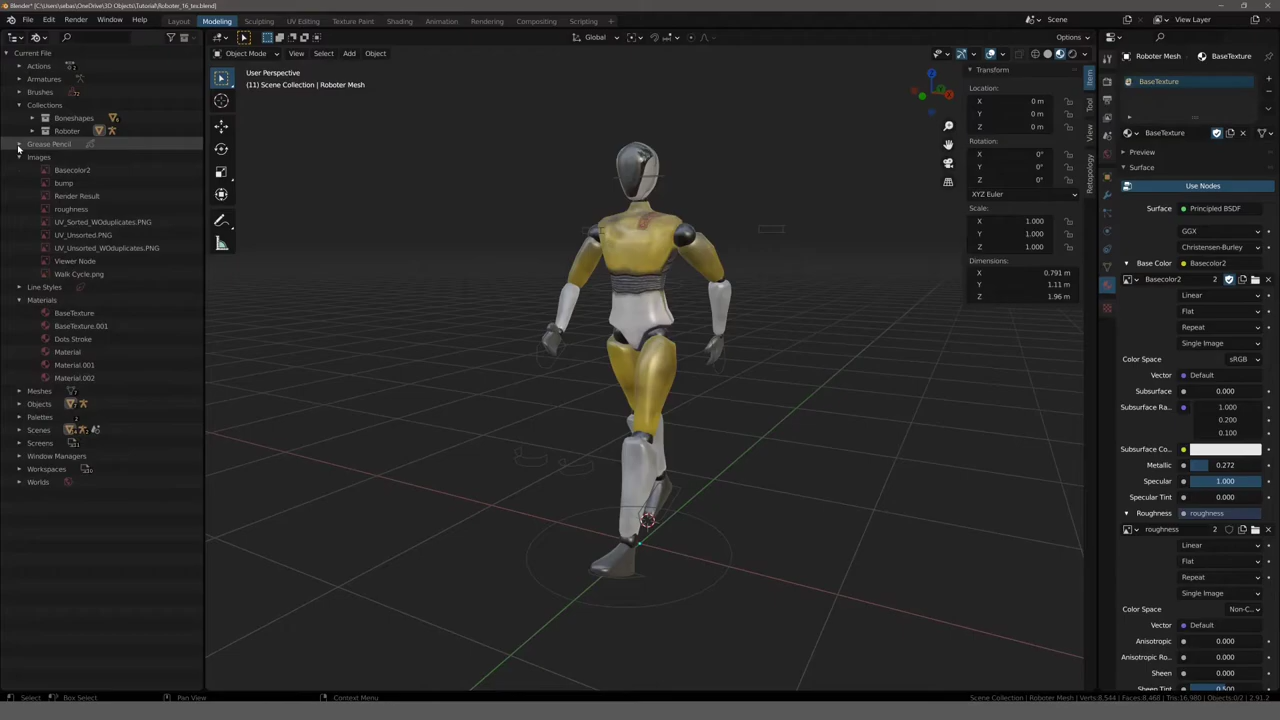 Blender* [C:\Users\sebas\OneDrive\3D Objects\Tutorial\Roboter_16_tes.blend]
File Edit Render Window Help Layout Modeling Sculpting UV Editing Texture Paint Shading Animation Rendering Compositing Scripting Scene View Layer
Global Options
Object Mode View Select Add Object
Current File
Actions 2
Armatures
Brushes 72
Collections
Boneshapes 6
Roboter
Grease Pencil
Images
Basecolor2
bump
Render Result
roughness
UV_Sorted_WOduplicates.PNG
UV_Unsorted.PNG
UV_Unsorted_WOduplicates.PNG
Viewer Node
Walk Cycle.png
Line Styles
Materials
BaseTexture
BaseTexture.001
Dots Stroke
Material
Material.001
Material.002
Meshes 7
Objects
Palettes 2
Scenes
Screens
Window Managers
Workspaces
Worlds
User Perspective
(11) Scene Collection | Roboter Mesh
Z
Transform
Location:
X 0 m
Y 0 m
Z 0 m
Rotation:
X 0°
Y 0°
Z 0°
XYZ Euler
Scale:
X 1.000
Y 1.000
Z 1.000
Dimensions:
X 0.791 m
Y 1.11 m
Z 1.96 m
Item
Tool
View
Retopology
Roboter Mesh BaseTexture
BaseTexture
BaseTexture
Preview
Surface
Use Nodes
Surface Principled BSDF
GGX
Christensen-Burley
Base Color Basecolor2
Basecolor2 2
Linear
Flat
Repeat
Single Image
Color Space sRGB
Vector Default
Subsurface 0.000
Subsurface Ra... 1.000
0.200
0.100
Subsurface Co...
Metallic 0.272
Specular 1.000
Specular Tint 0.000
Roughness roughness
roughness 2
Linear
Flat
Repeat
Single Image
Color Space Non-C...
Vector Default
Anisotropic 0.000
Anisotropic Ro... 0.000
Sheen 0.000
Sheen Tint 0.500
Select Box Select Pan View Context Menu Scene Collection | Roboter Mesh | Verts:8,544 | Faces:8,468 | Tris:16,980 | Objects:0/2 | 2.91.2